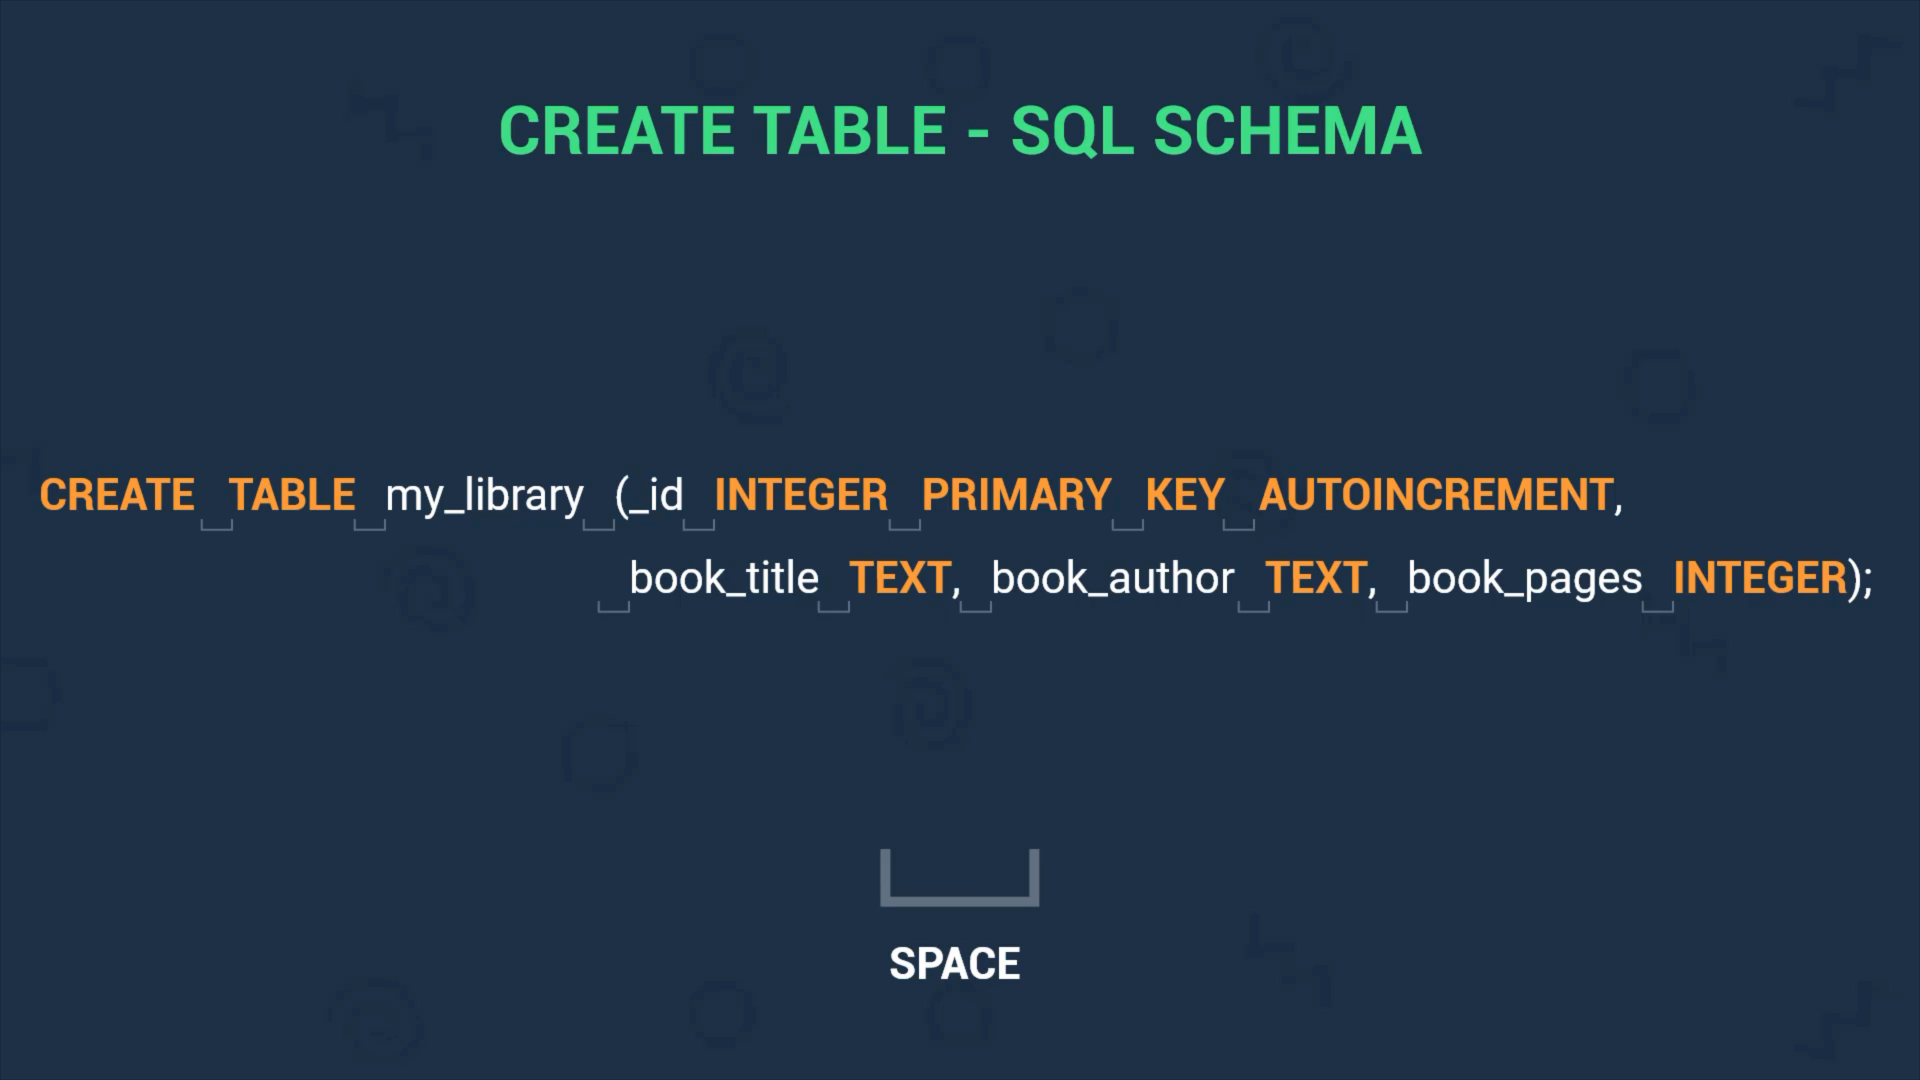 CREATE TABLE - SQL SCHEMA
CREATE TABLE my_library (_id INTEGER PRIMARY KEY AUTOINCREMENT,
book_title TEXT, book_author TEXT, book_pages INTEGER);
SPACE